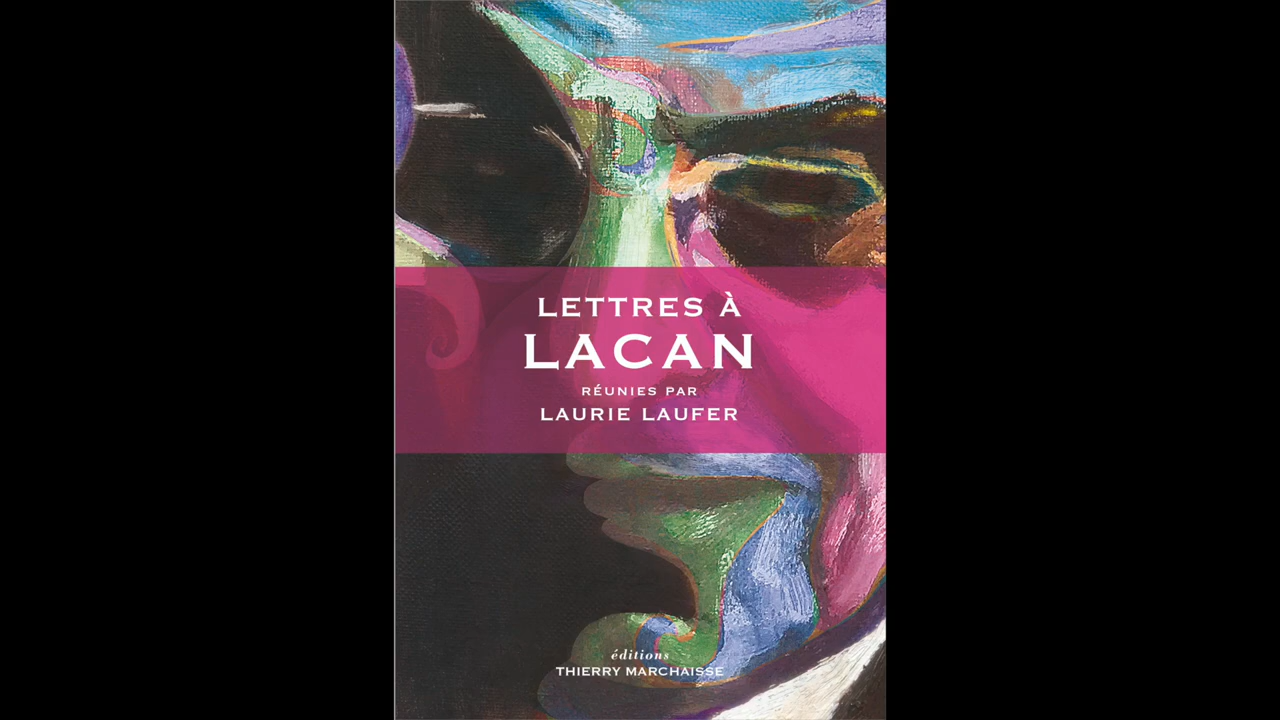 LETTRES À
LACAN
RÉUNIES PAR
LAURIE LAUFER
éditions
THIERRY MARCHAISSE